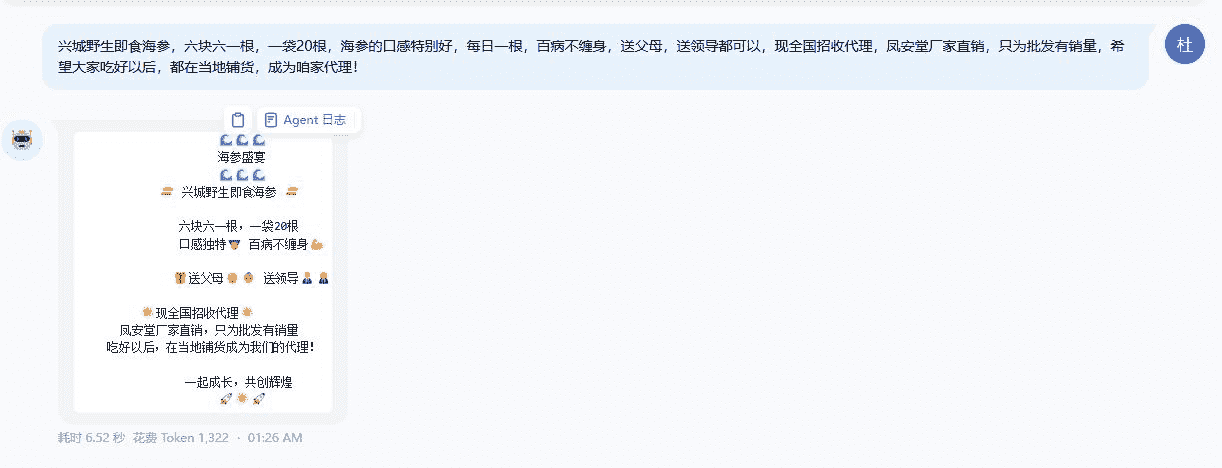 兴城野生即食海参，六块六一根，一袋20根，海参的口感特别好，每日一根，百病不缠身，送父母，送领导都可以，现全国招收代理，凤安堂厂家直销，只为批发有销量，希
望大家吃好以后，都在当地铺货，成为咱家代理！
杜
Agent 日志
🌊🌊🌊
海参盛宴
🌊🌊🌊
兴城野生即食海参
六块六一根，一袋20根
口感独特 百病不缠身💪
送父母 送领导
现全国招收代理
凤安堂厂家直销，只为批发有销量
吃好以后，在当地铺货成为我们的代理！
一起成长，共创辉煌
🚀 🚀
耗时 6.52 秒 花费 Token 1,322 · 01:26 AM